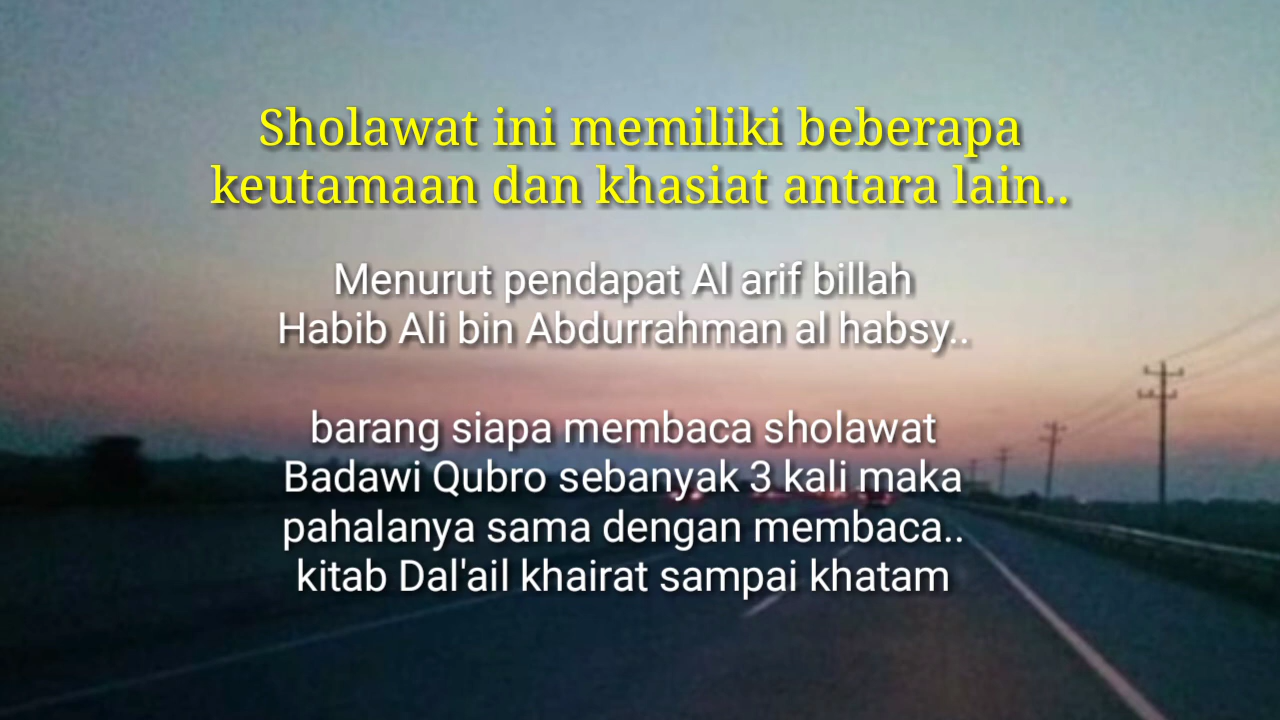 Sholawat ini memiliki beberapa
keutamaan dan khasiat antara lain..
Menurut pendapat Al arif billah
Habib Ali bin Abdurrahman al habsy..
barang siapa membaca sholawat
Badawi Qubro sebanyak 3 kali maka
pahalanya sama dengan membaca..
kitab Dal'ail khairat sampai khatam